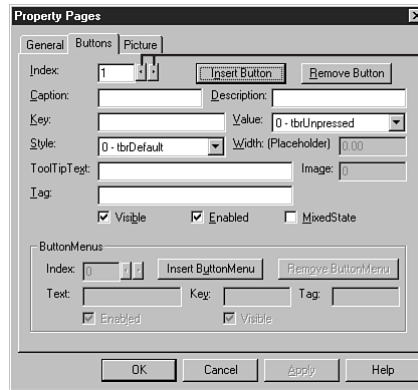 Property Pages
General Buttons Picture
Index: 1 Insert Button Remove Button
Caption: Description:
Key: Value: 0 - tbrUnpressed
Style: 0 - tbrDefault Width: (Placeholder) 0.00
ToolTipText: Image: 0
Tag:
Visible Enabled MixedState
ButtonMenus
Index: 0 Insert ButtonMenu Remove ButtonMenu
Text: Key: Tag:
Enabled Visible
OK Cancel Apply Help